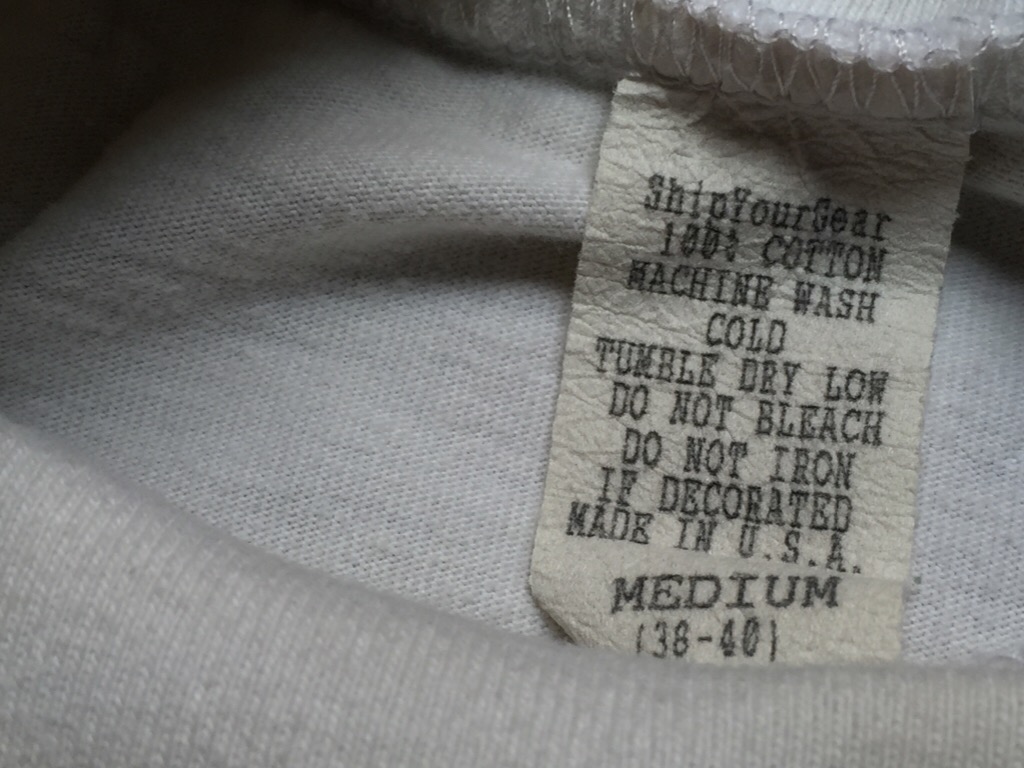 ShipYourGear
100% COTTON
MACHINE WASH
COLD
TUMBLE DRY LOW
DO NOT BLEACH
DO NOT IRON
IF DECORATED
MADE IN U.S.A.
MEDIUM
(38-40)